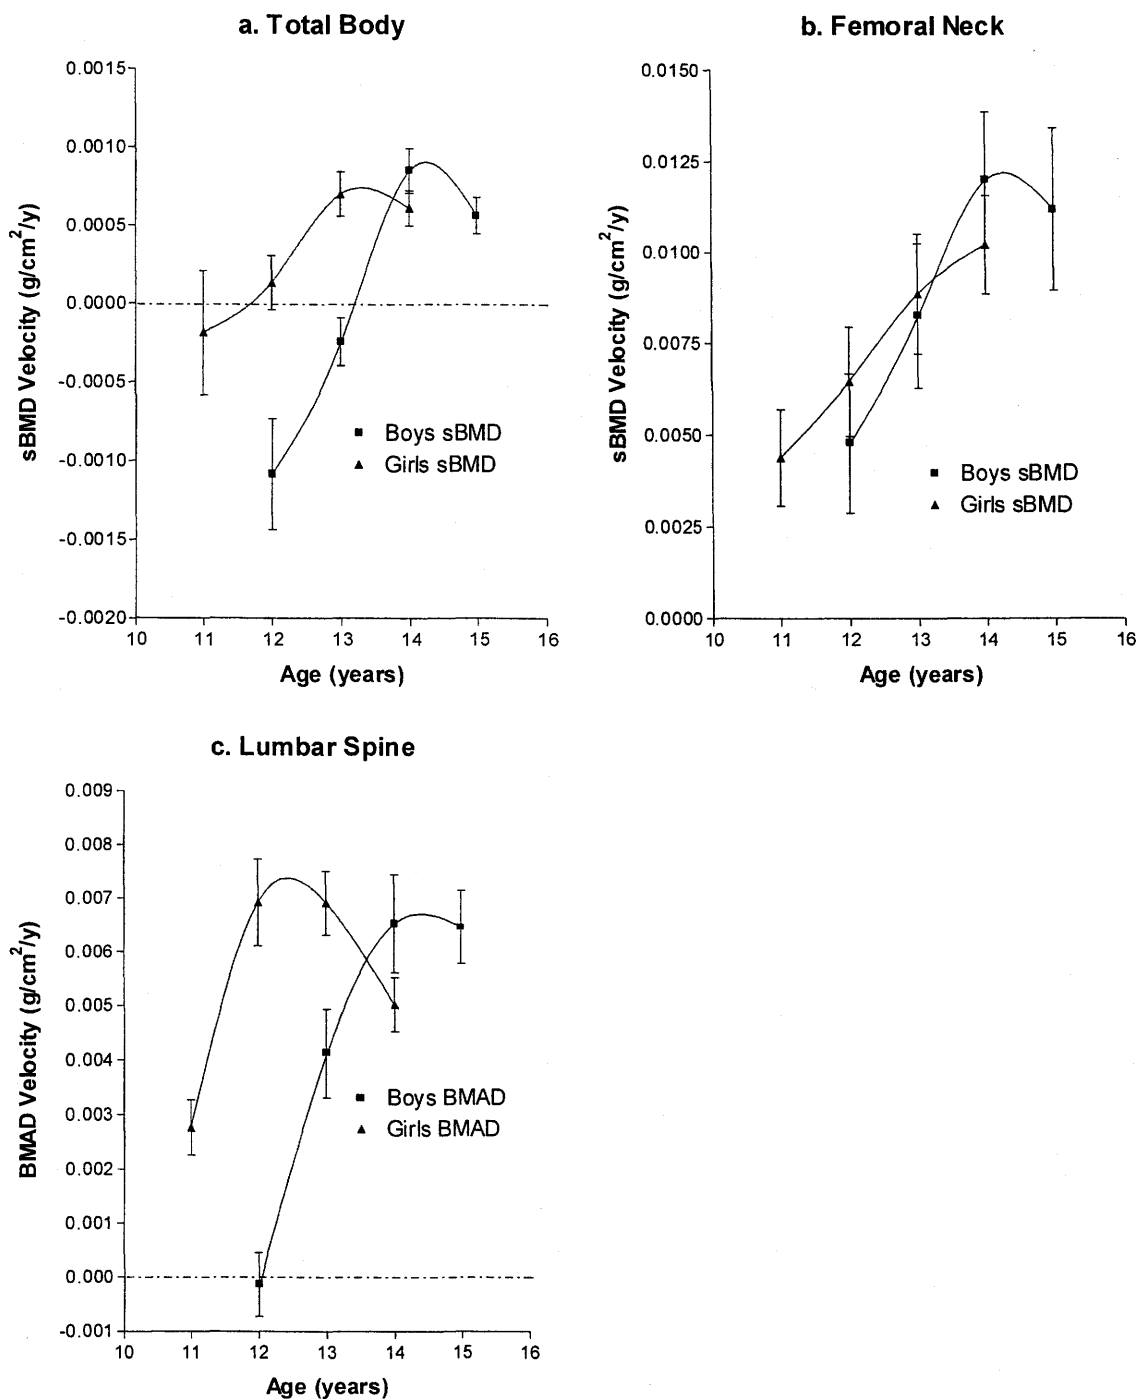 a. Total Body
sBMD Velocity (g/cm²/y)
0.0015
0.0010
0.0005
0.0000
-0.0005
-0.0010
-0.0015
-0.0020
Boys sBMD
Girls sBMD
10 11 12 13 14 15 16
Age (years)
b. Femoral Neck
sBMD Velocity (g/cm²/y)
0.0150
0.0125
0.0100
0.0075
0.0050
0.0025
0.0000
Boys sBMD
Girls sBMD
10 11 12 13 14 15 16
Age (years)
c. Lumbar Spine
BMAD Velocity (g/cm²/y)
0.009
0.008
0.007
0.006
0.005
0.004
0.003
0.002
0.001
0.000
-0.001
Boys BMAD
Girls BMAD
10 11 12 13 14 15 16
Age (years)